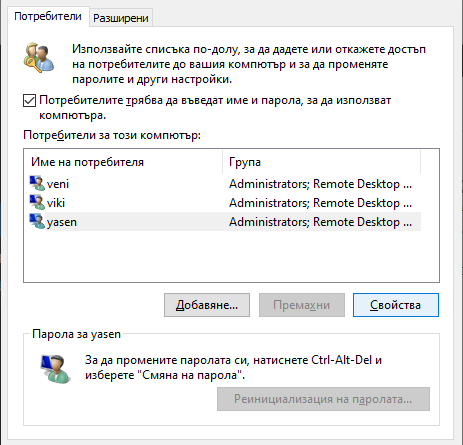 Потребители
Разширени
Използвайте списъка по-долу, за да дадете или откажете достъп
на потребителите до вашия компютър и за да променяте
паролите и други настройки.
Потребителите трябва да въведат име и парола, за да използват
компютъра.
Потребители за този компютър:
Име на потребителя
Група
veni
Administrators; Remote Desktop ...
viki
Administrators; Remote Desktop ...
yasen
Administrators; Remote Desktop ...
Добавяне...
Премахни
Свойства
Парола за yasen
За да промените паролата си, натиснете Ctrl-Alt-Del и
изберете "Смяна на парола".
Реинициализация на паролата...